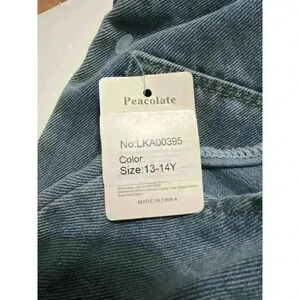 Peacolate
No:LKA00395
Color:
Size:13-14Y
MADE IN CHINA